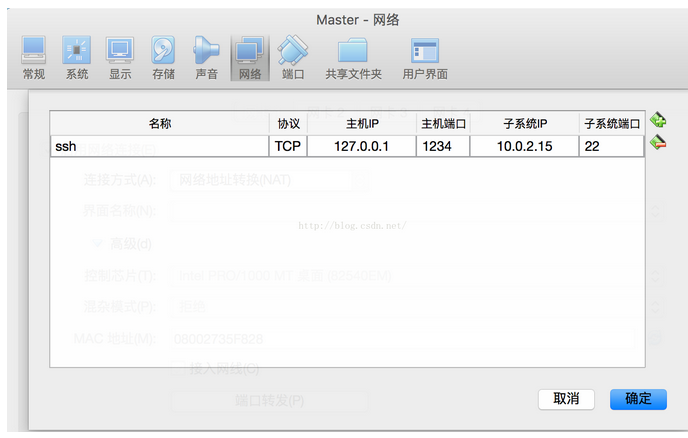 Master - 网络
常规 系统 显示 存储 声音 网络 端口 共享文件夹 用户界面
名称 协议 主机IP 主机端口 子系统IP 子系统端口
ssh TCP 127.0.0.1 1234 10.0.2.15 22
连接方式(A): 网络地址转换(NAT)
界面名称(N):
http://blog.csdn.net/
高级(d)
控制芯片(T): Intel PRO/1000 MT 桌面 (82540EM)
混杂模式(P): 拒绝
MAC 地址(M): 08002735F828
接入网线(C)
端口转发(P)
取消 确定